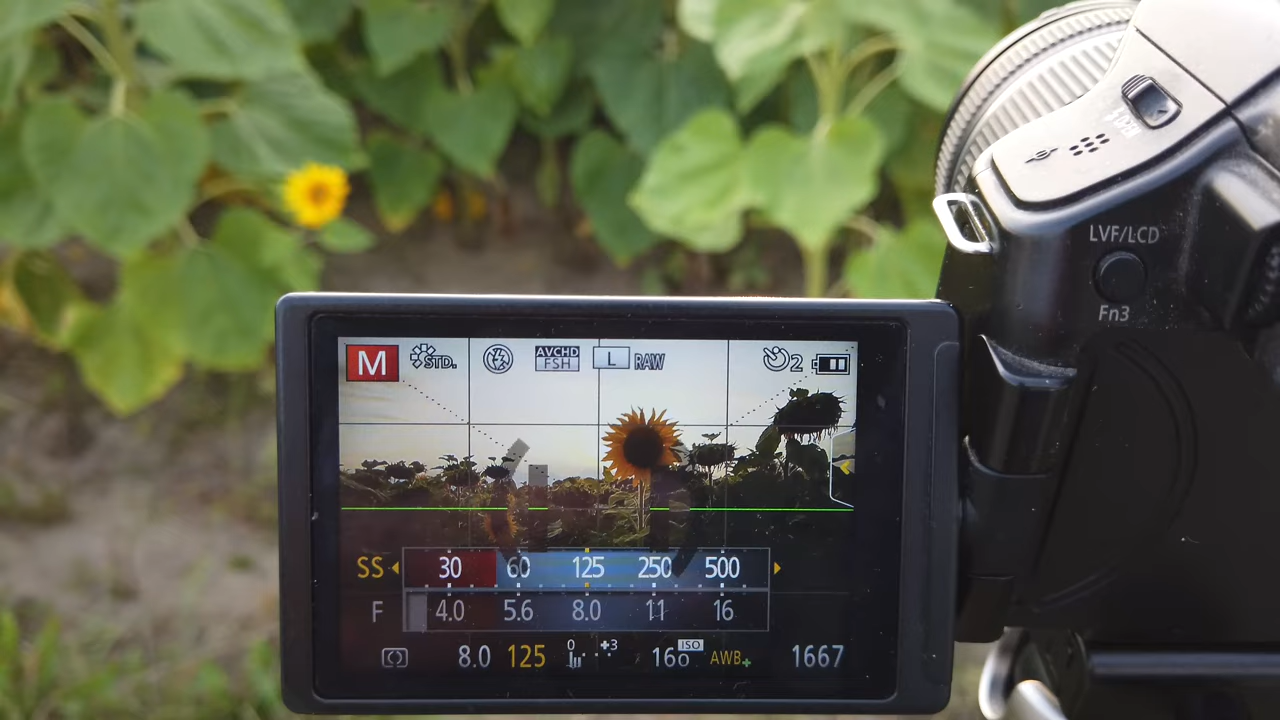 LVF/LCD
Fn3
M STD. AVCHD FSH L RAW 2
SS 30 60 125 250 500
F 4.0 5.6 8.0 11 16
8.0 125 0 +3 ISO 160 AWB+ 1667